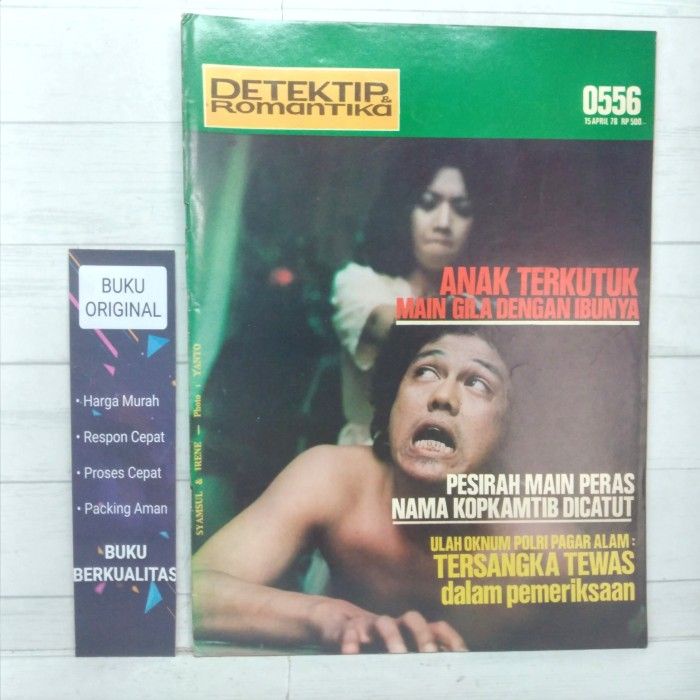 DETEKTIP
& ROMANTIKA
0556
15 APRIL 78 RP 500.-
ANAK TERKUTUK
MAIN GILA DENGAN IBUNYA
PESIRAH MAIN PERAS
NAMA KOPKAMTIB DICATUT
ULAH OKNUM POLRI PAGAR ALAM :
TERSANGKA TEWAS
dalam pemeriksaan
SYAMSUL & IRENE — Photo : YANTO
BUKU
ORIGINAL
• Harga Murah
• Respon Cepat
• Proses Cepat
• Packing Aman
BUKU
BERKUALITAS